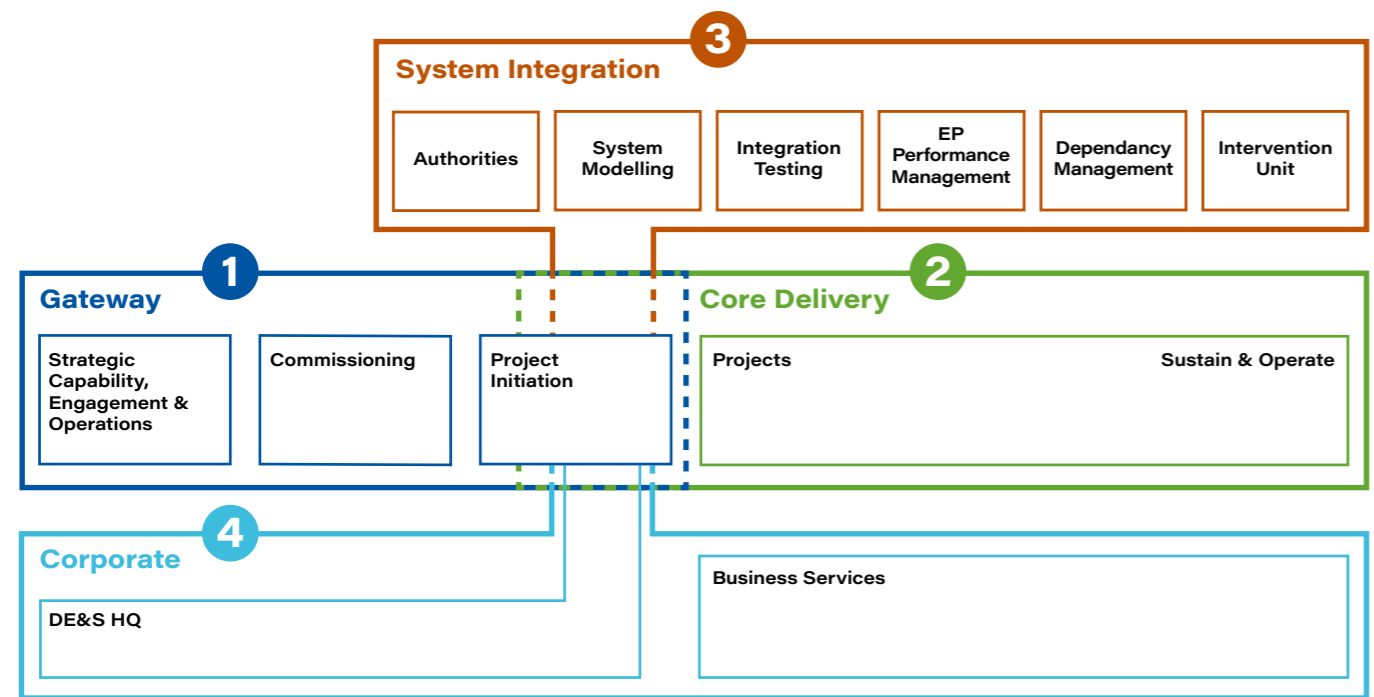 3
System Integration
Authorities
System
Modelling
Integration
Testing
EP
Performance
Management
Dependancy
Management
Intervention
Unit
1
Gateway
Strategic
Capability,
Engagement &
Operations
Commissioning
Project
Initiation
2
Core Delivery
Projects
Sustain & Operate
4
Corporate
DE&S HQ
Business Services